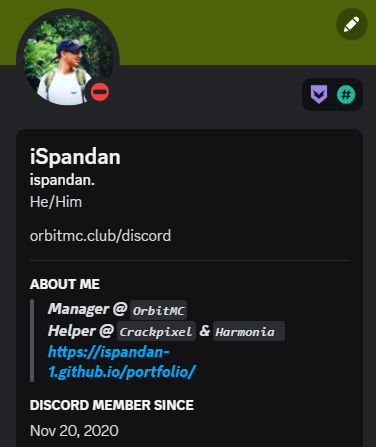 iSpandan
ispandan.
He/Him
orbitmc.club/discord
ABOUT ME
Manager @ OrbitMC
Helper @ Crackpixel & Harmonia
https://ispandan-
1.github.io/portfolio/
DISCORD MEMBER SINCE
Nov 20, 2020